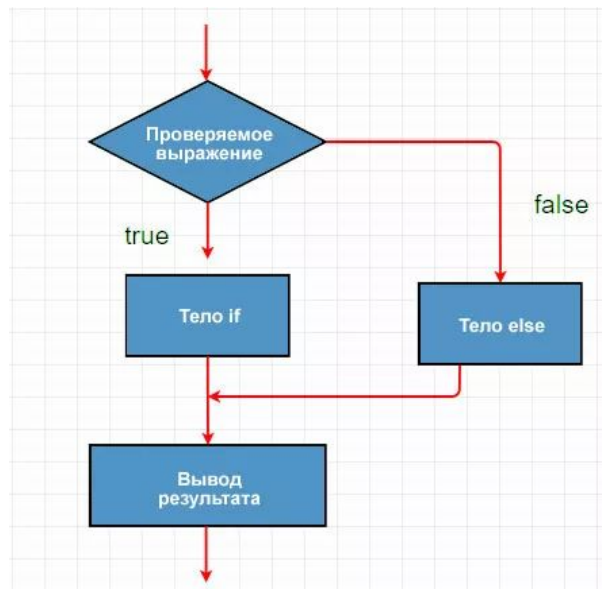 Проверяемое
выражение
true
false
Тело if
Тело else
Вывод
результата